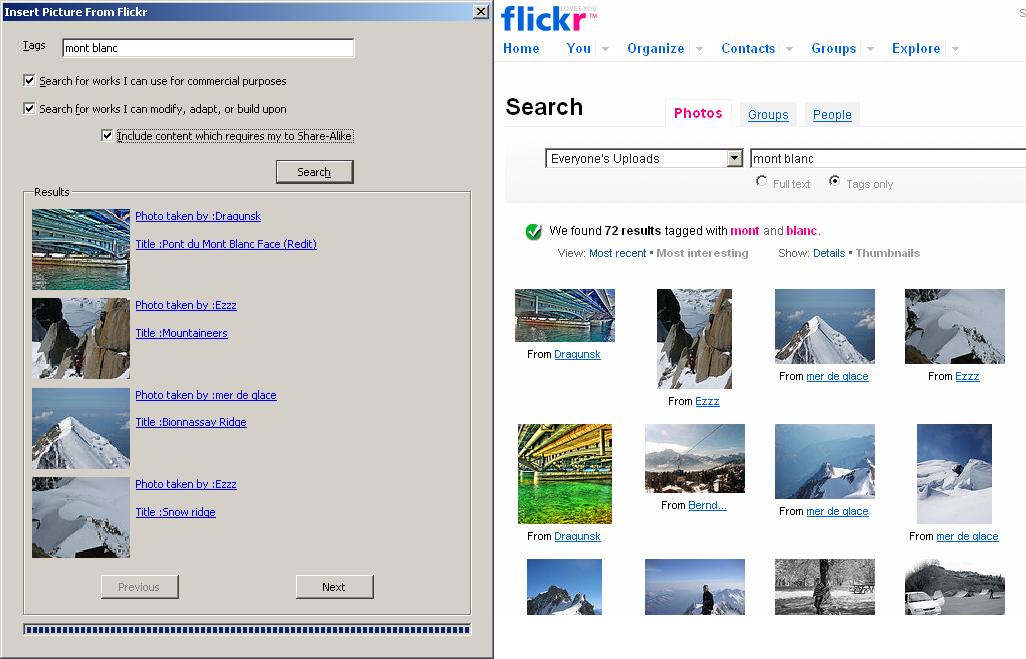 Insert Picture From Flickr
Tags
mont blanc
Search for works I can use for commercial purposes
Search for works I can modify, adapt, or build upon
Include content which requires my to Share-Alike
Search
Results
Photo taken by :Dragunsk
Title :Pont du Mont Blanc Face (Redit)
Photo taken by :Ezzz
Title :Mountaineers
Photo taken by :mer de glace
Title :Bionnassay Ridge
Photo taken by :Ezzz
Title :Snow ridge
Previous
Next
flickr LOVES YOU TM
S
Home You Organize Contacts Groups Explore
Search Photos Groups People
Everyone's Uploads mont blanc
Full text Tags only
We found 72 results tagged with mont and blanc.
View: Most recent • Most interesting Show: Details • Thumbnails
From Dragunsk
From Ezzz
From mer de glace
From Ezzz
From Dragunsk
From Bernd...
From mer de glace
From mer de glace